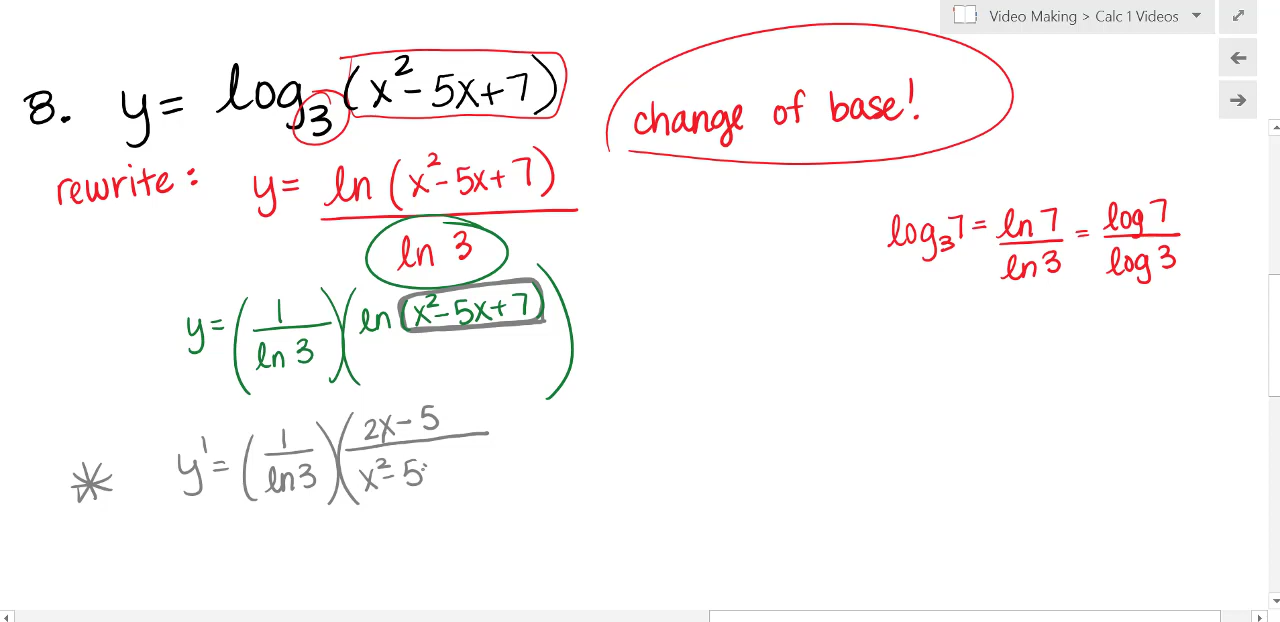 Video Making > Calc 1 Videos
8. y = log₃ (x² - 5x + 7)
change of base!
rewrite: y = ln (x² - 5x + 7) / ln 3
log₃ 7 = ln 7 / ln 3 = log 7 / log 3
y = (1 / ln 3) (ln (x² - 5x + 7))
* y' = (1 / ln 3) (2x - 5 / x² - 5